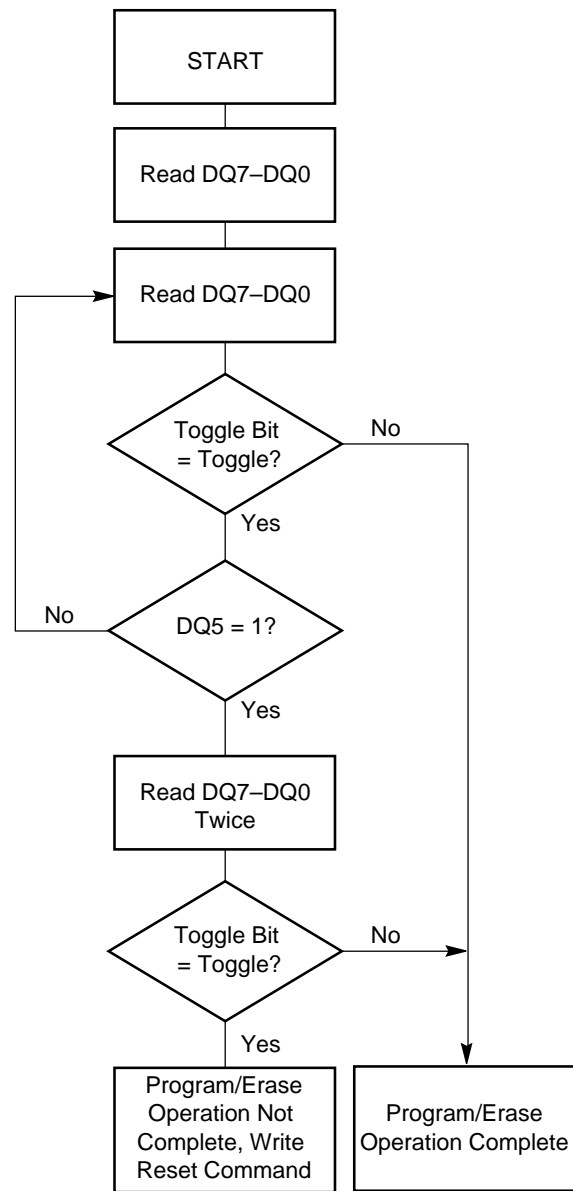 START
Read DQ7–DQ0
Read DQ7–DQ0
Toggle Bit
= Toggle?
No
Yes
No
DQ5 = 1?
Yes
Read DQ7–DQ0
Twice
Toggle Bit
= Toggle?
No
Yes
Program/Erase
Operation Not
Complete, Write
Reset Command
Program/Erase
Operation Complete